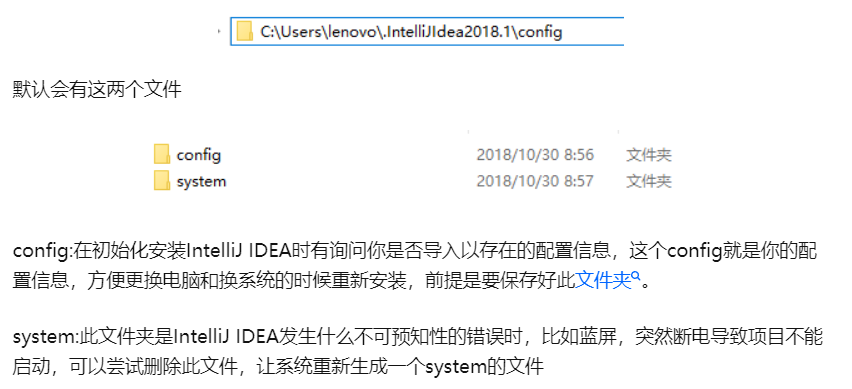 C:\Users\lenovo\.IntelliJIdea2018.1\config
默认会有这两个文件
config 2018/10/30 8:56 文件夹
system 2018/10/30 8:57 文件夹
config:在初始化安装IntelliJ IDEA时有询问你是否导入以存在的配置信息，这个config就是你的配
置信息，方便更换电脑和换系统的时候重新安装，前提是要保存好此文件夹。
system:此文件夹是IntelliJ IDEA发生什么不可预知性的错误时，比如蓝屏，突然断电导致项目不能
启动，可以尝试删除此文件，让系统重新生成一个system的文件